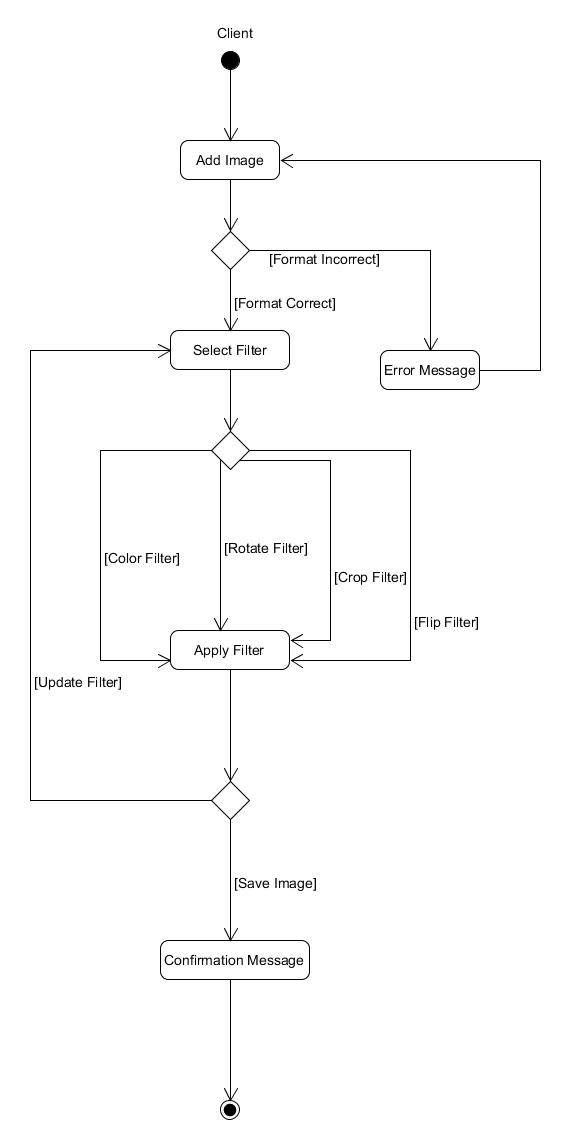 Client
Add Image
[Format Incorrect]
[Format Correct]
Select Filter
Error Message
[Color Filter]
[Rotate Filter]
[Crop Filter]
[Flip Filter]
Apply Filter
[Update Filter]
[Save Image]
Confirmation Message